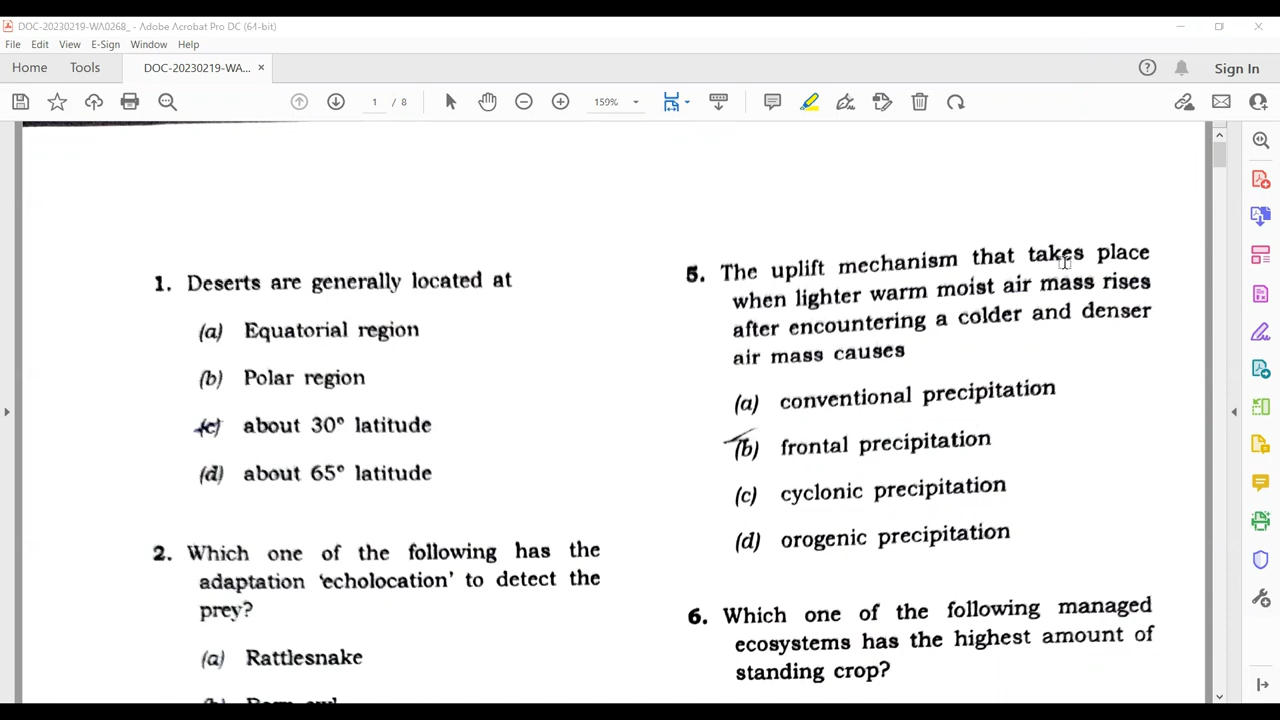 DOC-20230219-WA0268_ - Adobe Acrobat Pro DC (64-bit)
File Edit View E-Sign Window Help
Home Tools DOC-20230219-WA... × Sign In
1 / 8 159%
1. Deserts are generally located at
(a) Equatorial region
(b) Polar region
(c) about 30° latitude
(d) about 65° latitude
2. Which one of the following has the
adaptation ‘echolocation’ to detect the
prey?
(a) Rattlesnake
5. The uplift mechanism that takes place
when lighter warm moist air mass rises
after encountering a colder and denser
air mass causes
(a) conventional precipitation
(b) frontal precipitation
(c) cyclonic precipitation
(d) orogenic precipitation
6. Which one of the following managed
ecosystems has the highest amount of
standing crop?